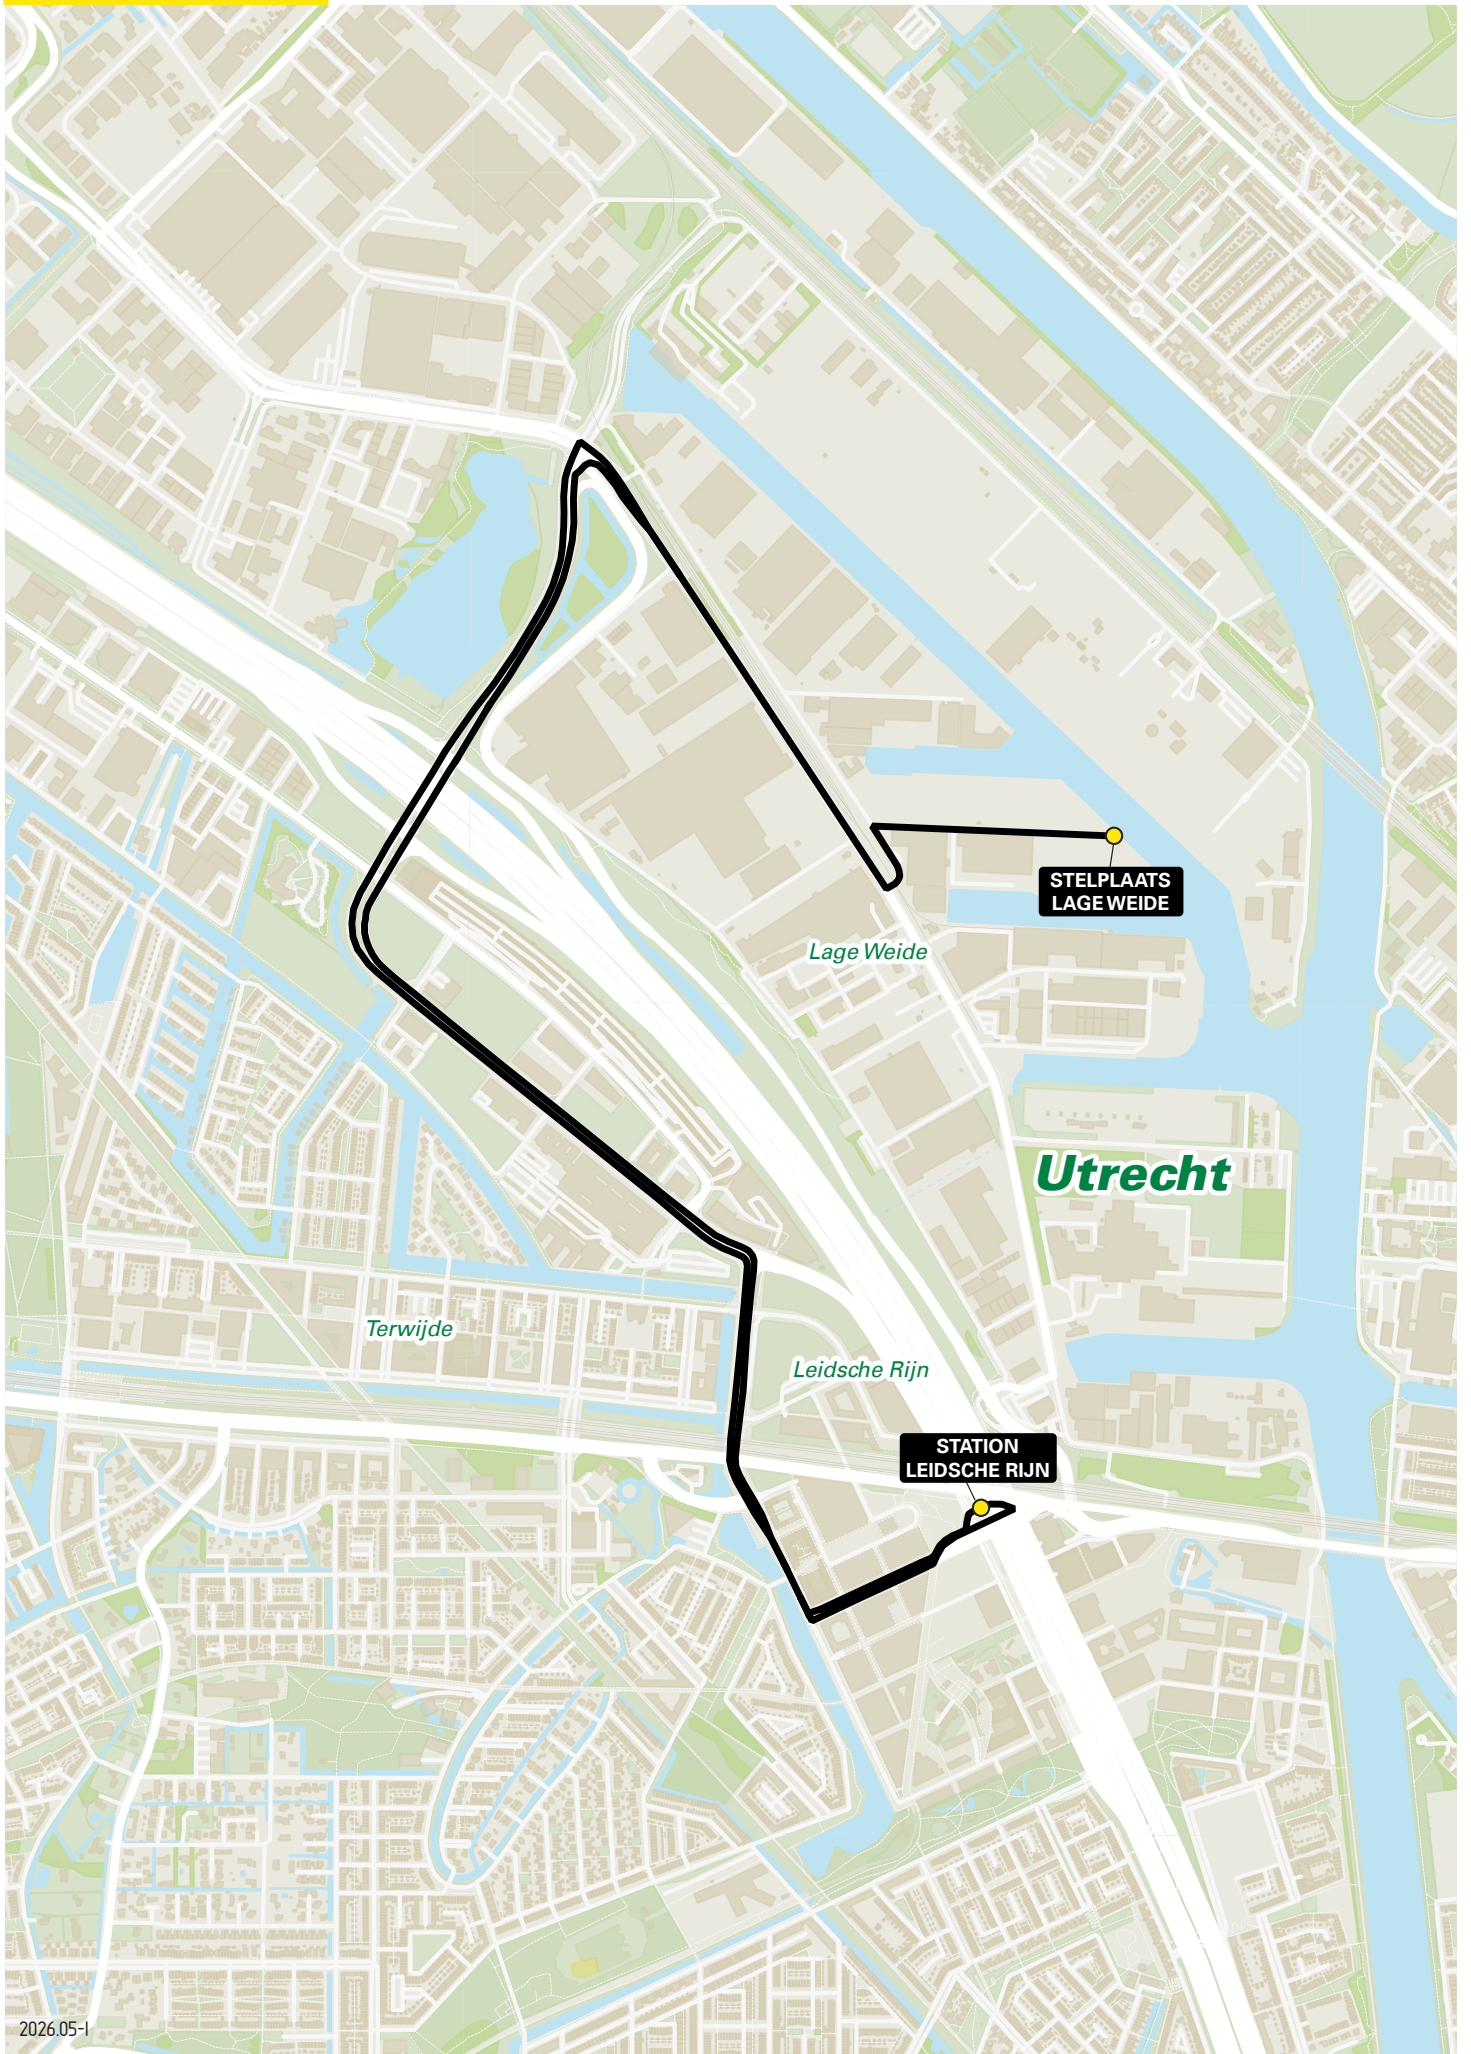 STELPLAATS
LAGE WEIDE
Lage Weide
Utrecht
Terwijde
Leidsche Rijn
STATION
LEIDSCHE RIJN
2026.05-I